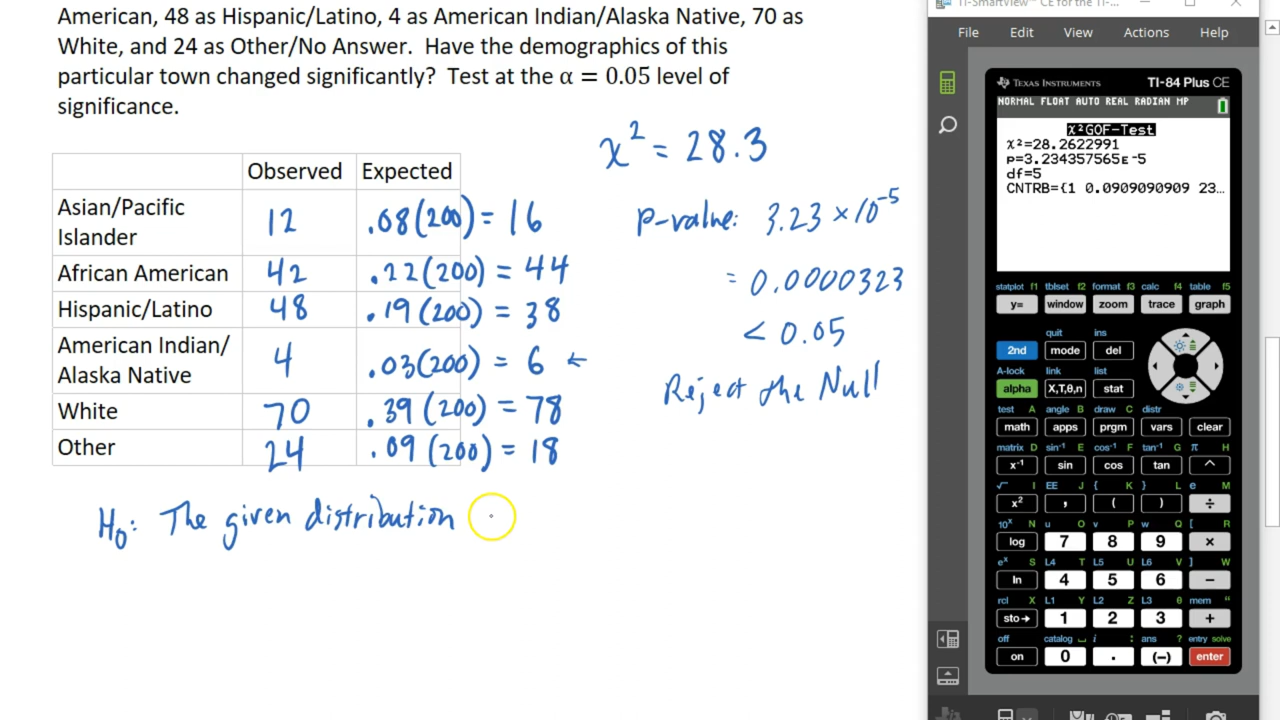 American, 48 as Hispanic/Latino, 4 as American Indian/Alaska Native, 70 as
White, and 24 as Other/No Answer. Have the demographics of this
particular town changed significantly? Test at the α = 0.05 level of
significance.
x² = 28.3
Observed Expected
Asian/Pacific
Islander 12 .08(200) = 16
African American 42 .22(200) = 44
Hispanic/Latino 48 .19(200) = 38
American Indian/
Alaska Native 4 .03(200) = 6 ←
White 70 .39(200) = 78
Other 24 .09(200) = 18
p-value: 3.23 × 10⁻⁵
= 0.0000323
< 0.05
Reject the Null
H₀: The given distribution
File Edit View Actions Help
TEXAS INSTRUMENTS TI-84 Plus CE
NORMAL FLOAT AUTO REAL RADIAN MP
χ²GOF-Test
χ²=28.2622991
p=3.234357565E-5
df=5
CNTRB={1 0.0909090909 23…
statplot f1 tblset f2 format f3 calc f4 table f5
y= window zoom trace graph
quit ins
2nd mode del
A-lock link list
alpha X,T,θ,n stat
test A angle B draw C distr
math apps prgm vars clear
matrix D sin⁻¹ E cos⁻¹ F tan⁻¹ G π H
x⁻¹ sin cos tan ^
√ I EE J { K } L e M
x² , ( ) ÷
10ˣ N u O v P w Q [ R
log 7 8 9 ×
eˣ S L4 T L5 U L6 V ] W
ln 4 5 6 −
rcl X L1 Y L2 Z L3 θ mem "
sto→ 1 2 3 +
off catalog i : ans ? entry solve
on 0 . (−) enter